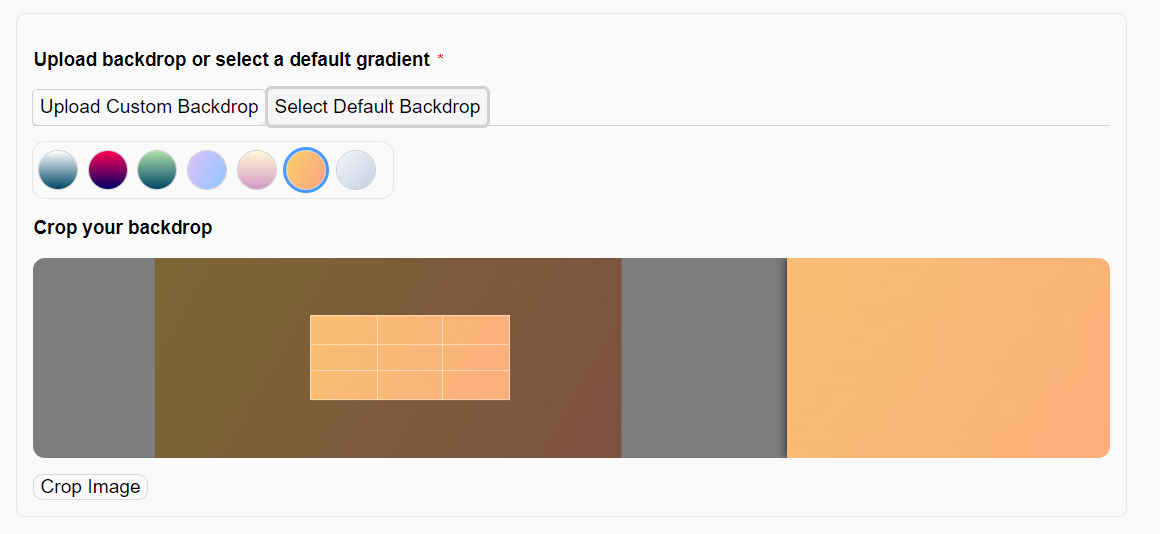 Upload backdrop or select a default gradient *
Upload Custom Backdrop Select Default Backdrop
Crop your backdrop
Crop Image